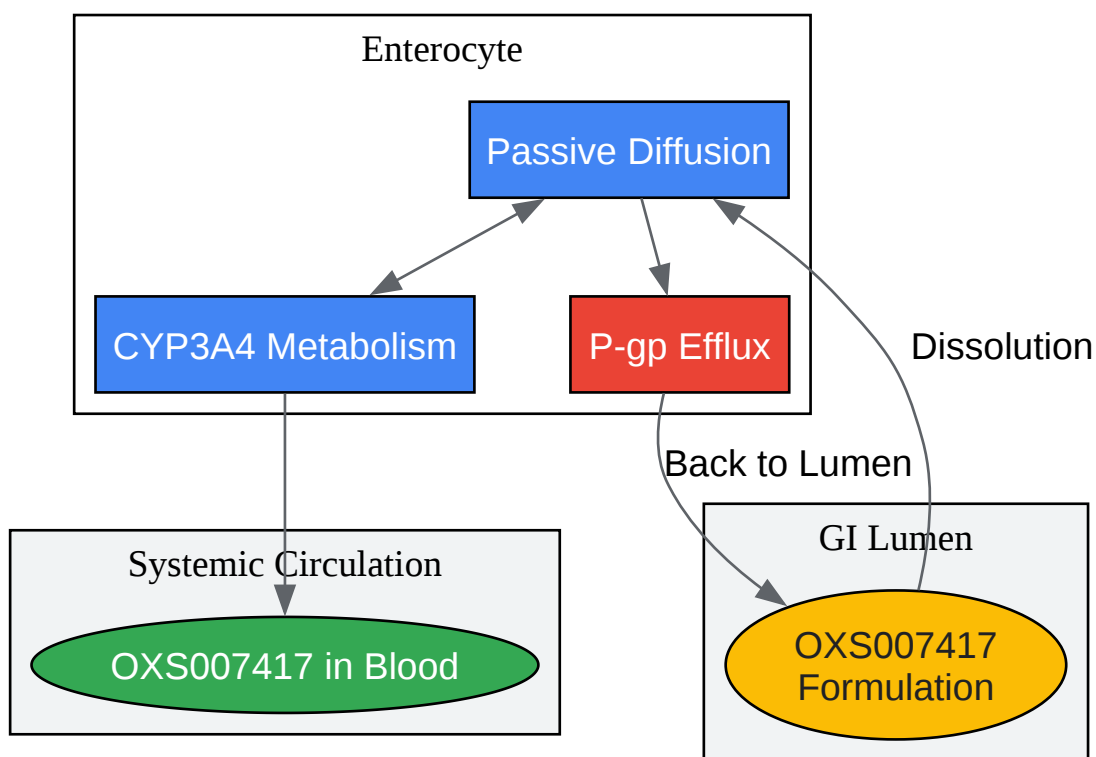 Enterocyte
Passive Diffusion
CYP3A4 Metabolism
P-gp Efflux
Dissolution
Back to Lumen
Systemic Circulation
GI Lumen
OXS007417 in Blood
OXS007417
Formulation